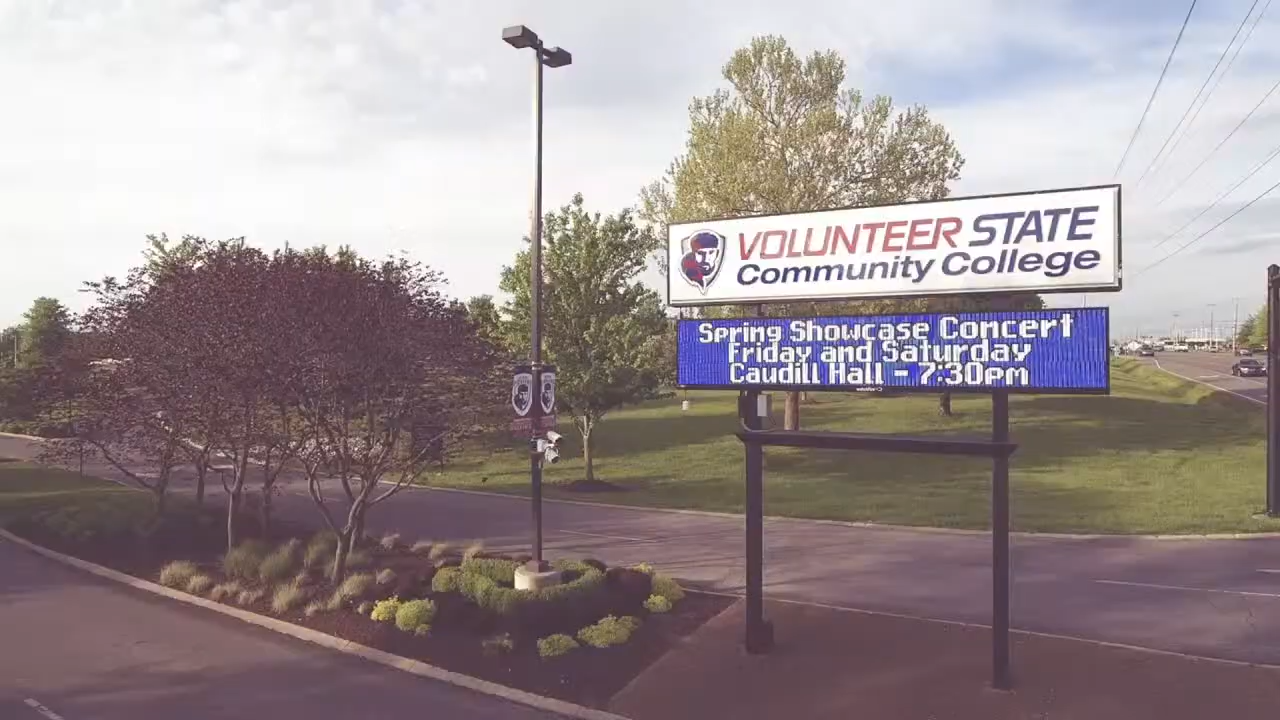 VOLUNTEER STATE
Community College
Spring Showcase Concert
Friday and Saturday
Caudill Hall - 7:30pm